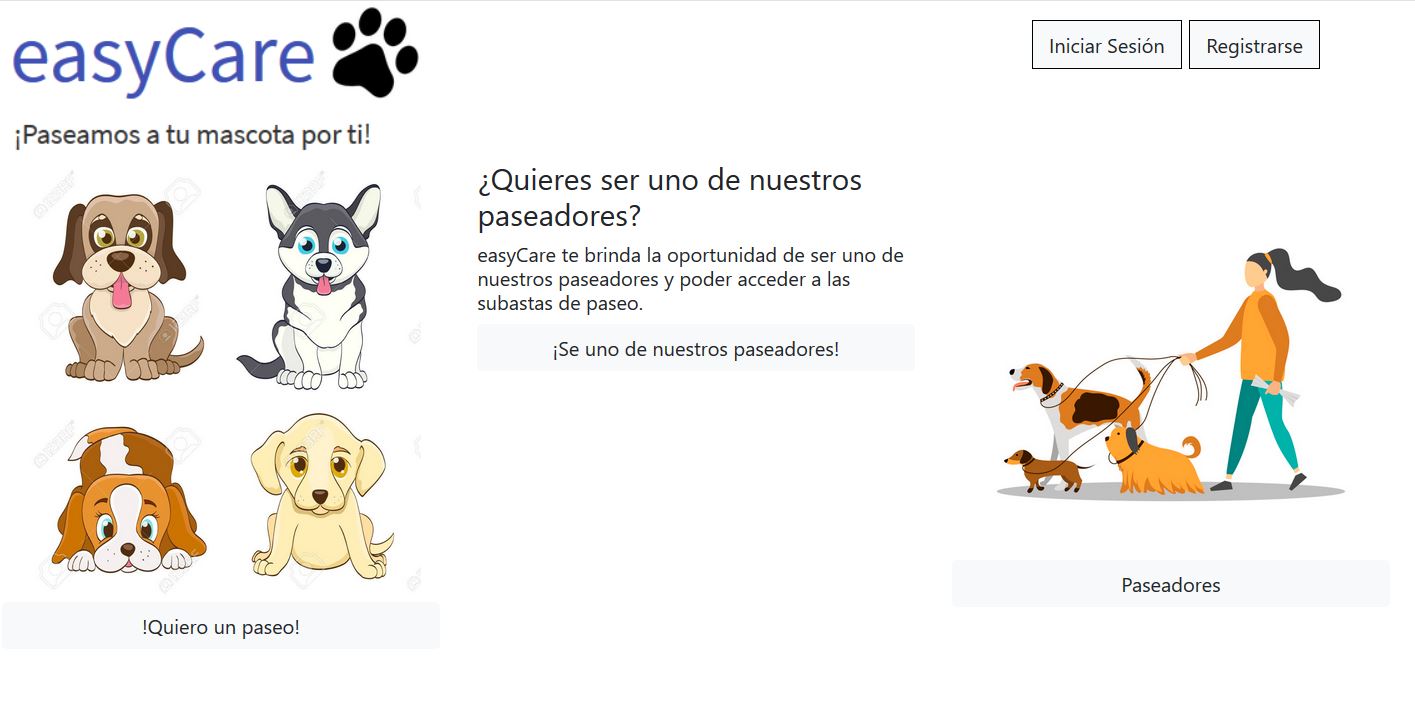 easyCare
Iniciar Sesión
Registrarse
¡Paseamos a tu mascota por ti!
¿Quieres ser uno de nuestros
paseadores?
easyCare te brinda la oportunidad de ser uno de
nuestros paseadores y poder acceder a las
subastas de paseo.
¡Se uno de nuestros paseadores!
Paseadores
!Quiero un paseo!